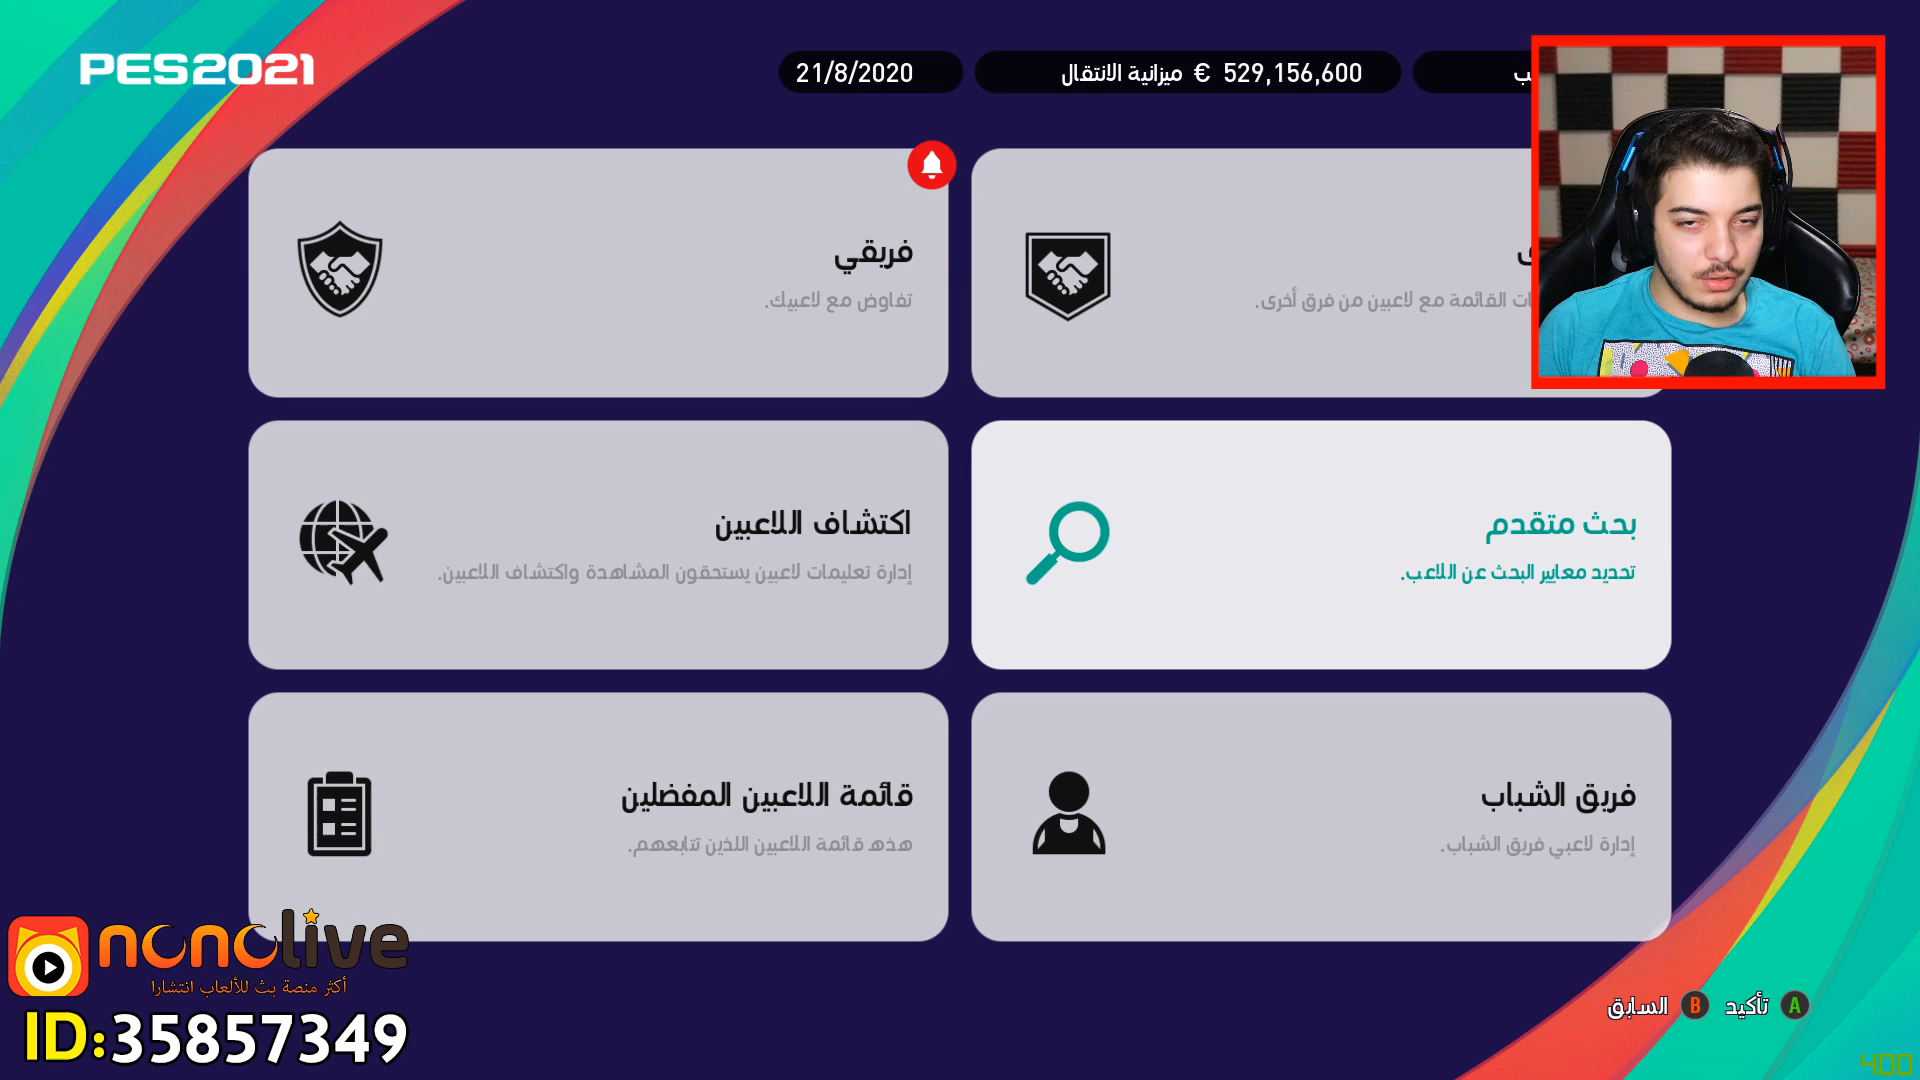 PES2021
529,156,600 € ميزانية الانتقال
21/8/2020
القائمة مع لاعبين من فرق أخرى.
فريقي
تفاوض مع لاعبيك.
بحث متقدم
تحديد معايير البحث عن اللاعب.
اكتشاف اللاعبين
إدارة تعليمات لاعبين يستحقون المشاهدة واكتشاف اللاعبين.
فريق الشباب
إدارة لاعبي فريق الشباب.
قائمة اللاعبين المفضلين
هذه قائمة اللاعبين اللذين تتابعهم.
nonolive
أكثر منصة بث للألعاب انتشارا
ID:35857349
A تأكيد B السابق
400